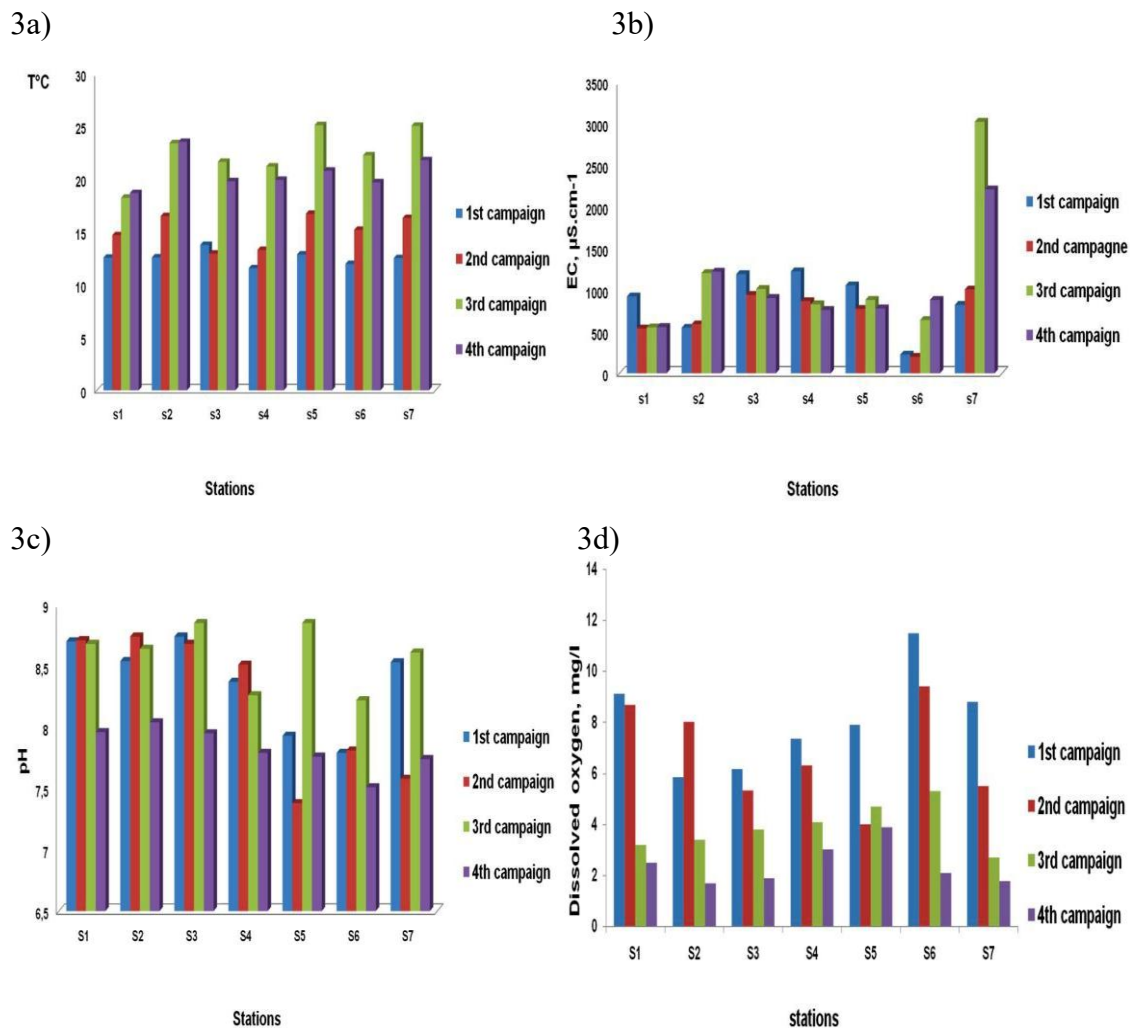 3a)
T°C
30
25
20
15
10
5
0
s1 s2 s3 s4 s5 s6 s7
Stations
1st campaign
2nd campaign
3rd campaign
4th campaign
3b)
EC, µS.cm-1
3500
3000
2500
2000
1500
1000
500
0
s1 s2 s3 s4 s5 s6 s7
Stations
1st campaign
2nd campagne
3rd campaign
4th campaign
3c)
pH
9
8,5
8
7,5
7
6,5
S1 S2 S3 S4 S5 S6 S7
Stations
1st campaign
2nd campaign
3rd campaign
4th campaign
3d)
Dissolved oxygen, mg/l
14
12
10
8
6
4
2
0
S1 S2 S3 S4 S5 S6 S7
stations
1st campaign
2nd campaign
3rd campaign
4th campaign